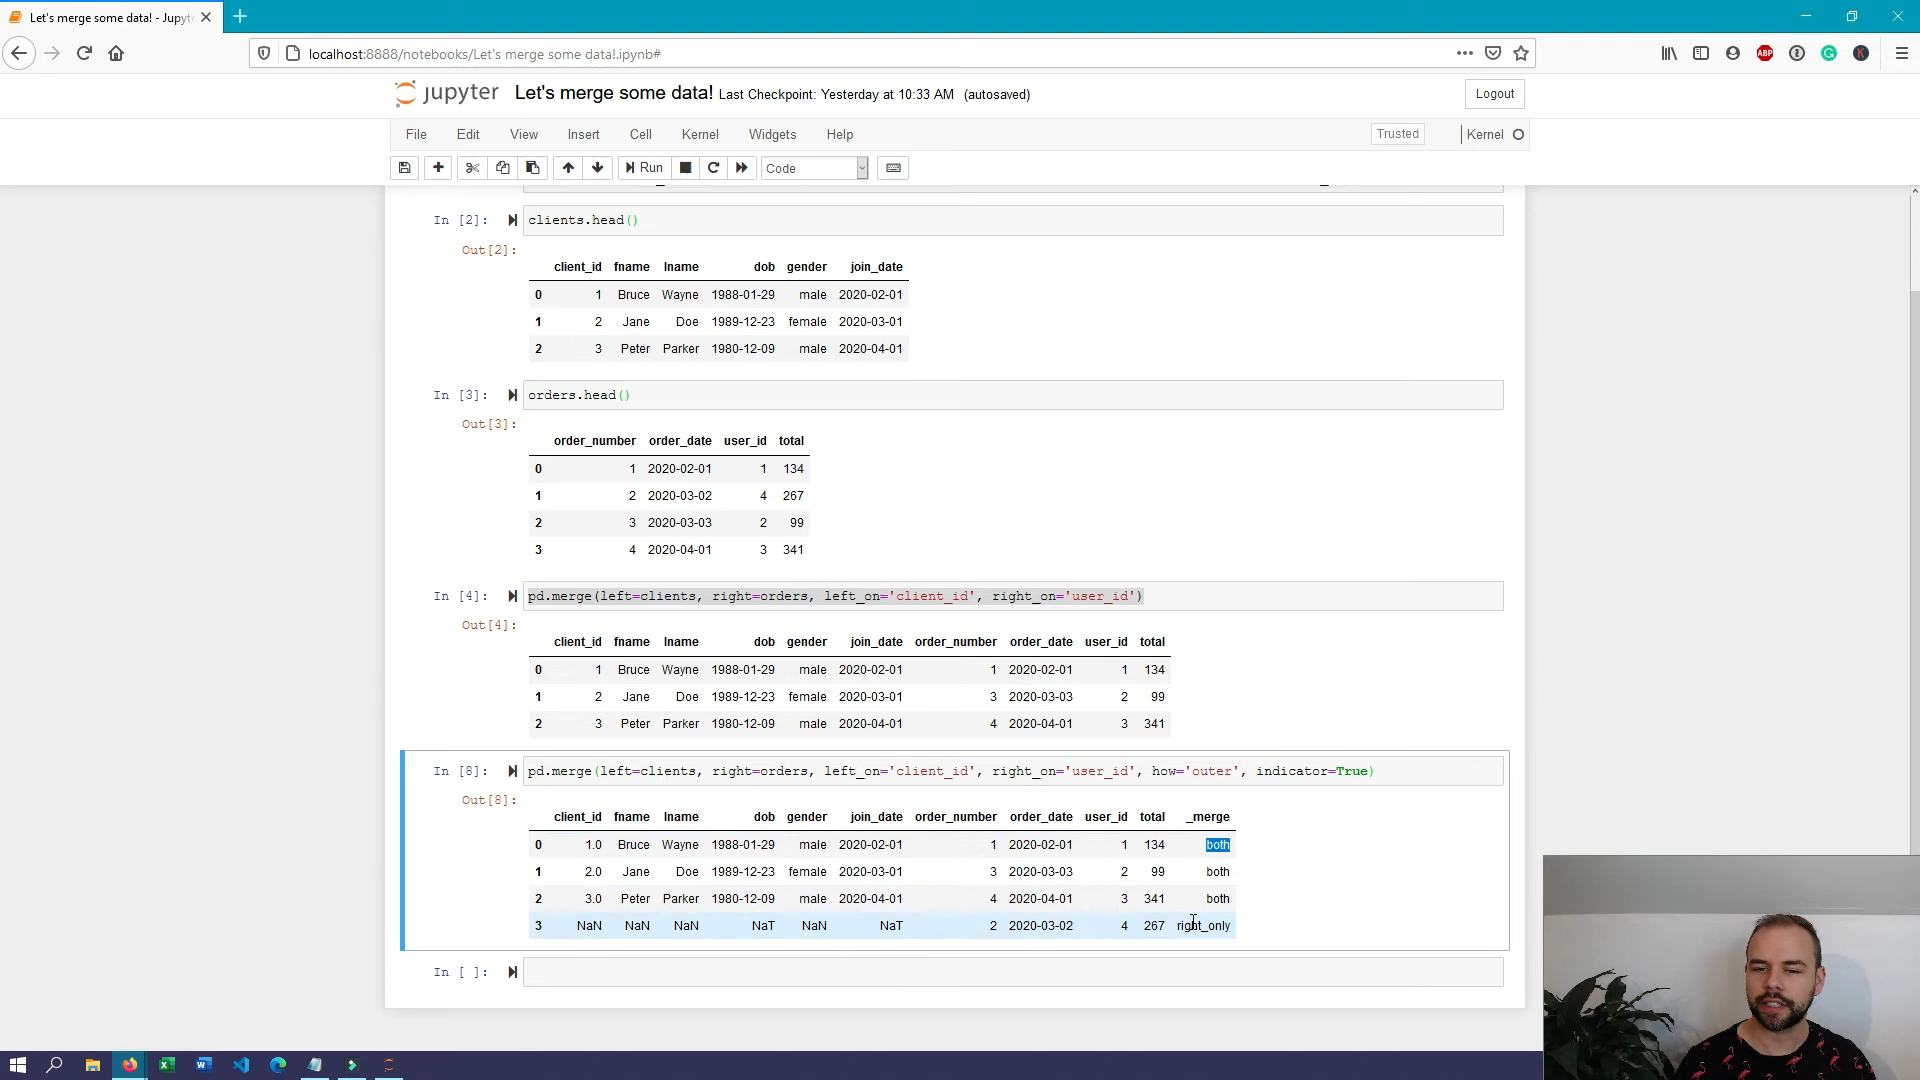 Let's merge some data! - Jupyte
localhost:8888/notebooks/Let's merge some data!.ipynb#
ABP
K
jupyter Let's merge some data! Last Checkpoint: Yesterday at 10:33 AM (autosaved)
Logout
File Edit View Insert Cell Kernel Widgets Help
Trusted Kernel
Run Code
In [2]: clients.head()
Out[2]:
client_id fname lname dob gender join_date
0 1 Bruce Wayne 1988-01-29 male 2020-02-01
1 2 Jane Doe 1989-12-23 female 2020-03-01
2 3 Peter Parker 1980-12-09 male 2020-04-01
In [3]: orders.head()
Out[3]:
order_number order_date user_id total
0 1 2020-02-01 1 134
1 2 2020-03-02 4 267
2 3 2020-03-03 2 99
3 4 2020-04-01 3 341
In [4]: pd.merge(left=clients, right=orders, left_on='client_id', right_on='user_id')
Out[4]:
client_id fname lname dob gender join_date order_number order_date user_id total
0 1 Bruce Wayne 1988-01-29 male 2020-02-01 1 2020-02-01 1 134
1 2 Jane Doe 1989-12-23 female 2020-03-01 3 2020-03-03 2 99
2 3 Peter Parker 1980-12-09 male 2020-04-01 4 2020-04-01 3 341
In [8]: pd.merge(left=clients, right=orders, left_on='client_id', right_on='user_id', how='outer', indicator=True)
Out[8]:
client_id fname lname dob gender join_date order_number order_date user_id total _merge
0 1.0 Bruce Wayne 1988-01-29 male 2020-02-01 1 2020-02-01 1 134 both
1 2.0 Jane Doe 1989-12-23 female 2020-03-01 3 2020-03-03 2 99 both
2 3.0 Peter Parker 1980-12-09 male 2020-04-01 4 2020-04-01 3 341 both
3 NaN NaN NaN NaT NaN NaT 2 2020-03-02 4 267 right_only
In [ ]: